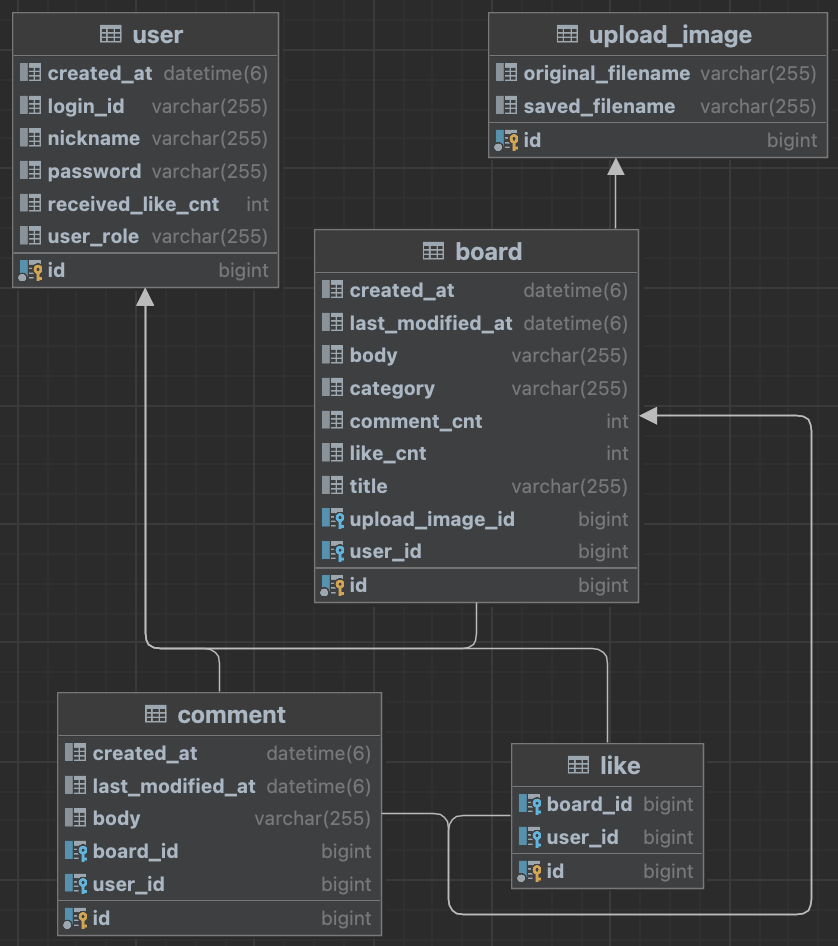 user
created_at datetime(6)
login_id varchar(255)
nickname varchar(255)
password varchar(255)
received_like_cnt int
user_role varchar(255)
id bigint
upload_image
original_filename varchar(255)
saved_filename varchar(255)
id bigint
board
created_at datetime(6)
last_modified_at datetime(6)
body varchar(255)
category varchar(255)
comment_cnt int
like_cnt int
title varchar(255)
upload_image_id bigint
user_id bigint
id bigint
comment
created_at datetime(6)
last_modified_at datetime(6)
body varchar(255)
board_id bigint
user_id bigint
id bigint
like
board_id bigint
user_id bigint
id bigint